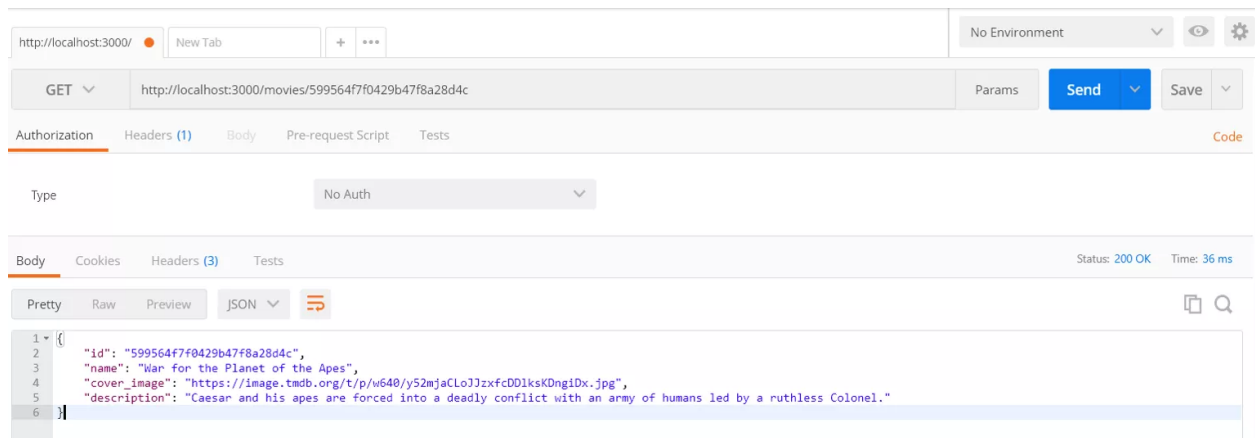 http://localhost:3000/ New Tab + ••• No Environment
GET http://localhost:3000/movies/599564f7f0429b47f8a28d4c Params Send Save
Authorization Headers (1) Body Pre-request Script Tests Code
Type No Auth
Body Cookies Headers (3) Tests Status: 200 OK Time: 36 ms
Pretty Raw Preview JSON
1 {
2 "id": "599564f7f0429b47f8a28d4c",
3 "name": "War for the Planet of the Apes",
4 "cover_image": "https://image.tmdb.org/t/p/w640/y52mjaCLoJJzxfcDDlksKDngiDx.jpg",
5 "description": "Caesar and his apes are forced into a deadly conflict with an army of humans led by a ruthless Colonel."
6 }